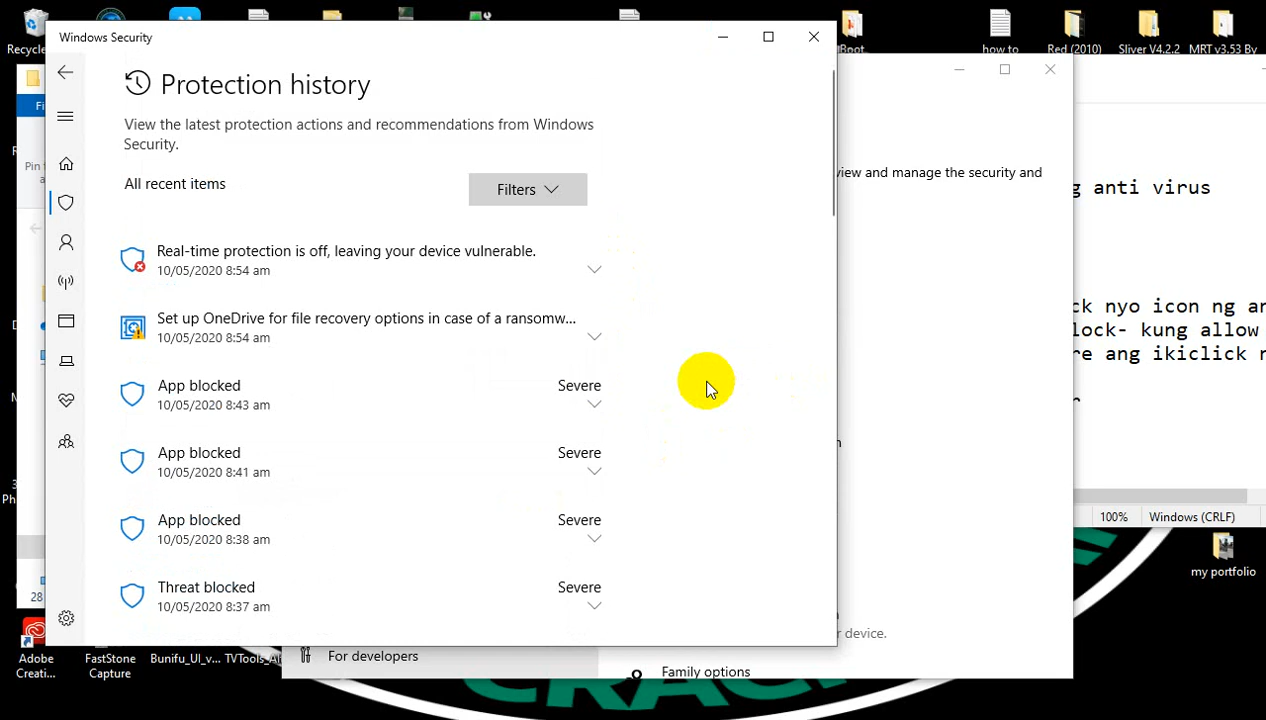 Recycle
how to
Red (2010)
Sliver V4.2.2
MRT v3.53 By
Windows Security
Protection history
View the latest protection actions and recommendations from Windows
Security.
All recent items
Filters
Real-time protection is off, leaving your device vulnerable.
10/05/2020 8:54 am
Set up OneDrive for file recovery options in case of a ransomw...
10/05/2020 8:54 am
App blocked
Severe
10/05/2020 8:43 am
App blocked
Severe
10/05/2020 8:41 am
App blocked
Severe
10/05/2020 8:38 am
Threat blocked
Severe
10/05/2020 8:37 am
view and manage the security and
r device.
Family options
For developers
g anti virus
ck nyo icon ng an
lock- kung allow
re ang ikiclick n
100%
Windows (CRLF)
my portfolio
Pin
28
Adobe
Creati...
FastStone
Capture
Bunifu_UI_v...
TVTools_Al